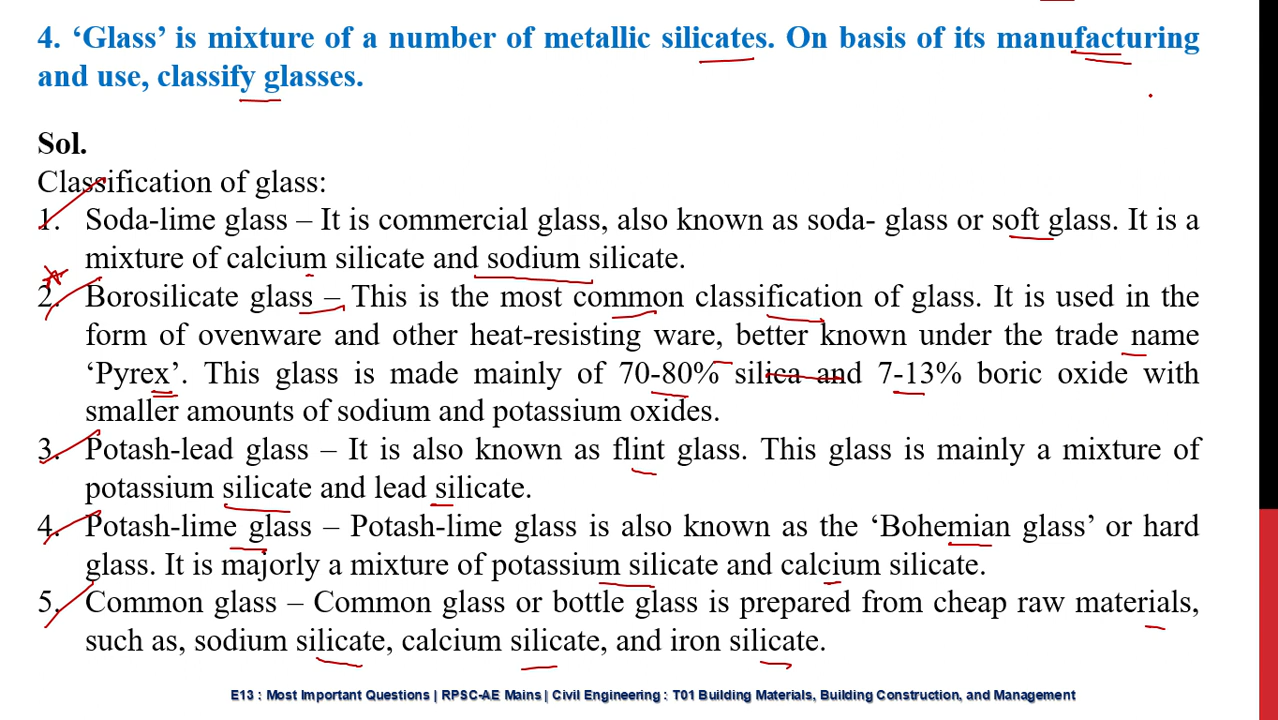 4. ‘Glass’ is mixture of a number of metallic silicates. On basis of its manufacturing
and use, classify glasses.
Sol.
Classification of glass:
1. Soda-lime glass – It is commercial glass, also known as soda- glass or soft glass. It is a
mixture of calcium silicate and sodium silicate.
2. Borosilicate glass – This is the most common classification of glass. It is used in the
form of ovenware and other heat-resisting ware, better known under the trade name
‘Pyrex’. This glass is made mainly of 70-80% silica and 7-13% boric oxide with
smaller amounts of sodium and potassium oxides.
3. Potash-lead glass – It is also known as flint glass. This glass is mainly a mixture of
potassium silicate and lead silicate.
4. Potash-lime glass – Potash-lime glass is also known as the ‘Bohemian glass’ or hard
glass. It is majorly a mixture of potassium silicate and calcium silicate.
5. Common glass – Common glass or bottle glass is prepared from cheap raw materials,
such as, sodium silicate, calcium silicate, and iron silicate.
E13 : Most Important Questions | RPSC-AE Mains | Civil Engineering : T01 Building Materials, Building Construction, and Management